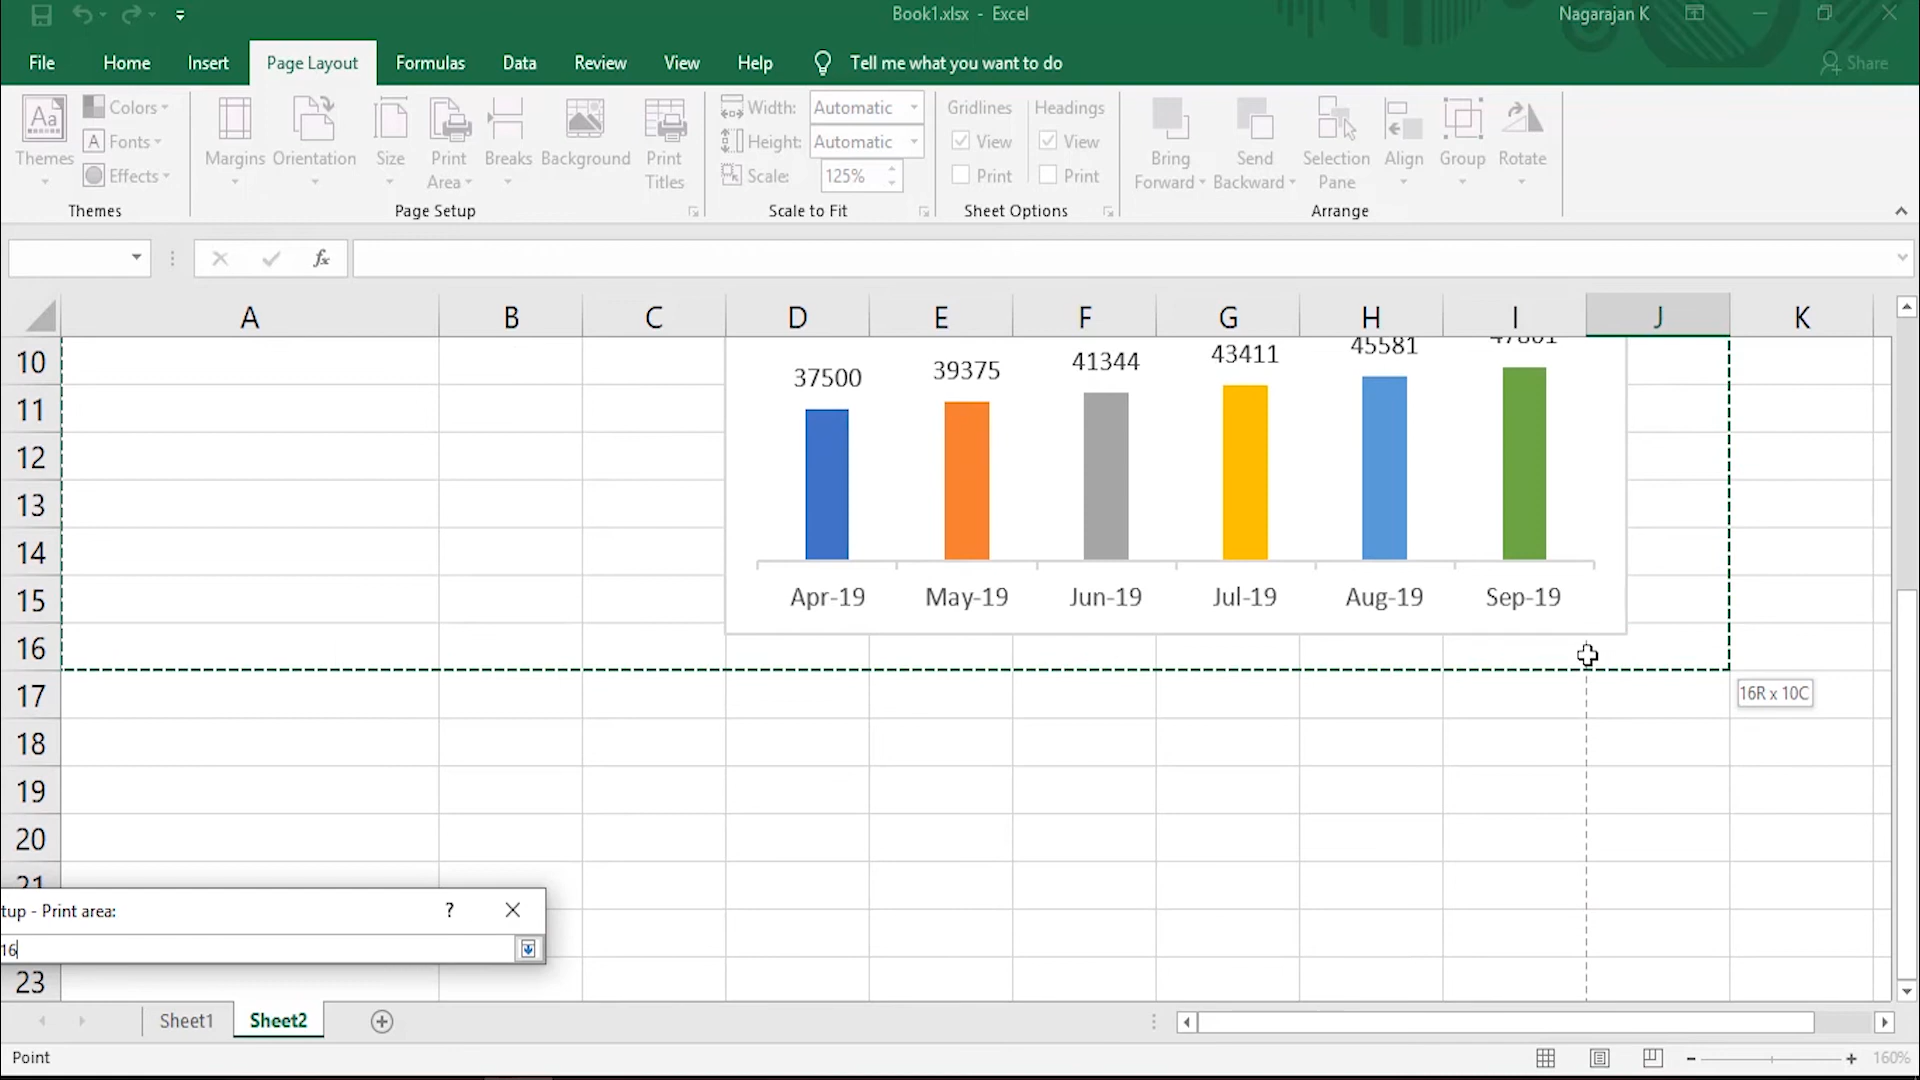 Book1.xlsx - Excel
Nagarajan K
File Home Insert Page Layout Formulas Data Review View Help Tell me what you want to do Share
Aa Themes
Colors
A Fonts
Effects
Themes
Margins Orientation Size Print Area Breaks Background Print Titles
Page Setup
Width: Automatic
Height: Automatic
Scale: 125%
Scale to Fit
Gridlines Headings
View View
Print Print
Sheet Options
Bring Forward Send Backward Selection Pane Align Group Rotate
Arrange
fx
A B C D E F G H I J K
10
11
12
13
14
15
16
17
18
19
20
21
23
37500 39375 41344 43411 45581 47861
Apr-19 May-19 Jun-19 Jul-19 Aug-19 Sep-19
16R x 10C
tup - Print area: ?
16
Sheet1 Sheet2
Point
160%